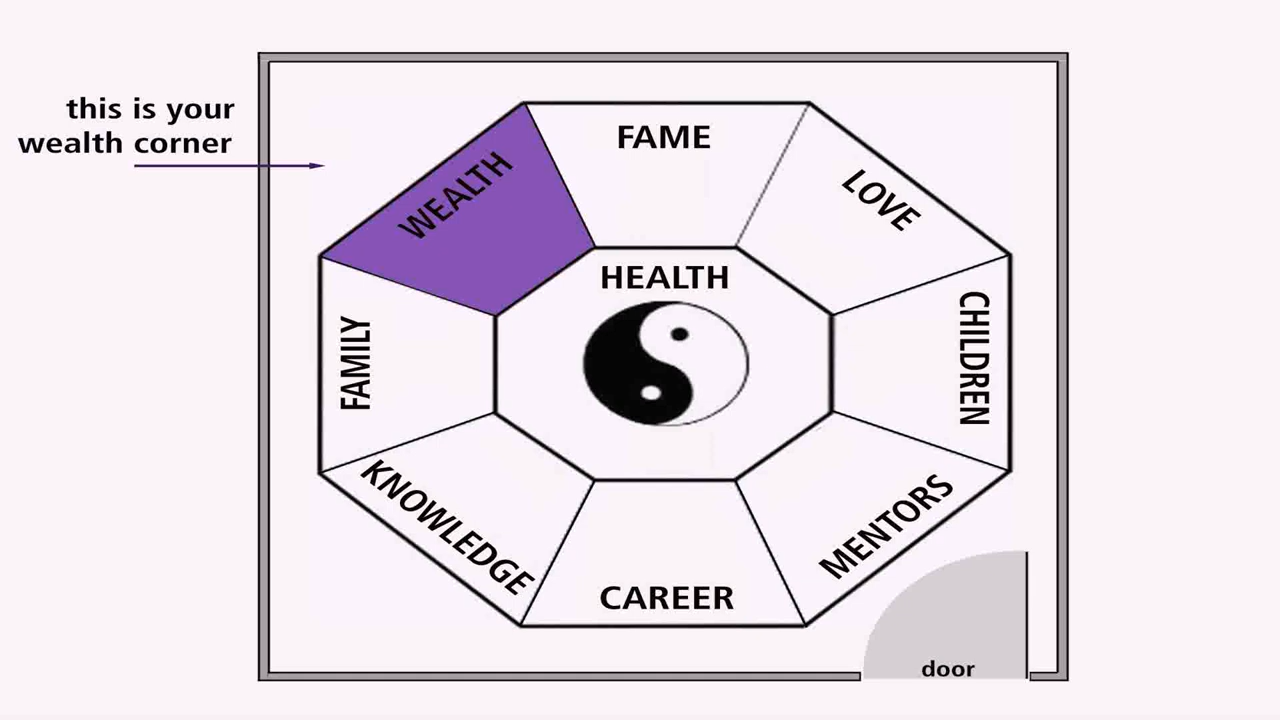 this is your
wealth corner
WEALTH
FAME
LOVE
HEALTH
FAMILY
CHILDREN
KNOWLEDGE
CAREER
MENTORS
door